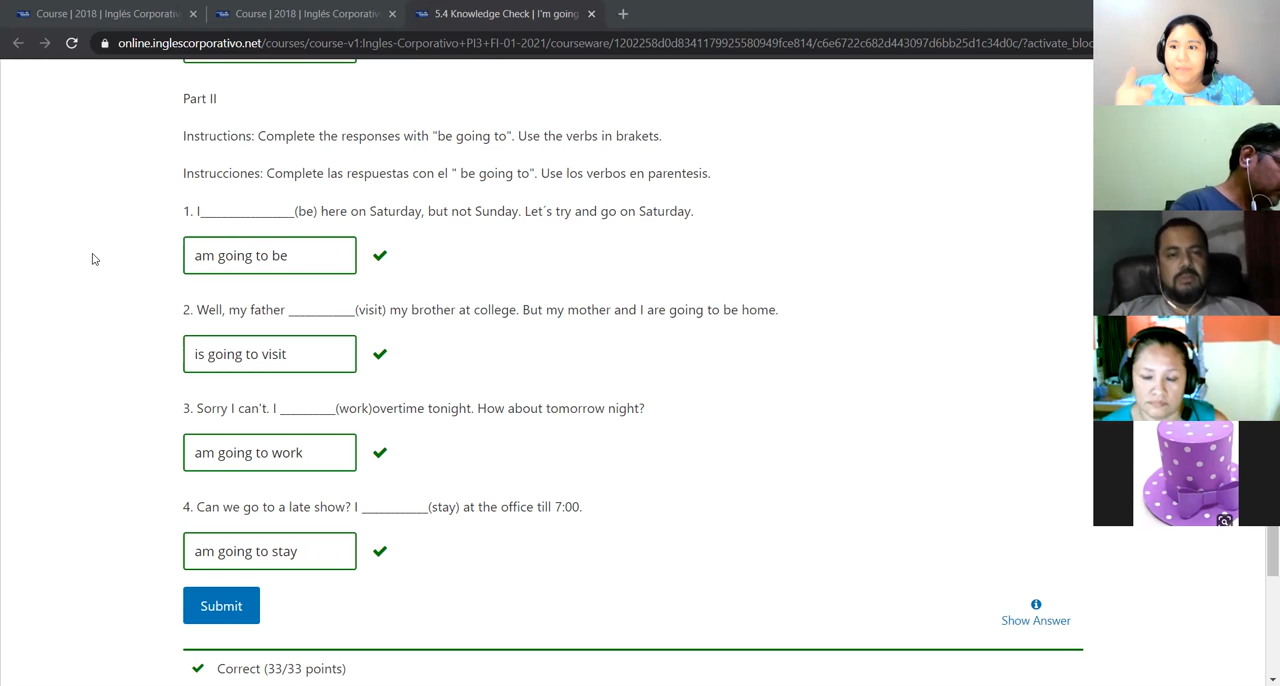 Course | 2018 | Inglés Corporativ
Course | 2018 | Inglés Corporativ
5.4 Knowledge Check | I'm going
online.inglescorporativo.net/courses/course-v1:Ingles-Corporativo+PI3+FI-01-2021/courseware/1202258d0d8341179925580949fce814/c6e6722c682d443097d6bb25d1c34d0c/?activate_bloc
Part II
Instructions: Complete the responses with "be going to". Use the verbs in brakets.
Instrucciones: Complete las respuestas con el " be going to". Use los verbos en parentesis.
1. I_______________(be) here on Saturday, but not Sunday. Let´s try and go on Saturday.
am going to be
2. Well, my father ___________(visit) my brother at college. But my mother and I are going to be home.
is going to visit
3. Sorry I can't. I _________(work)overtime tonight. How about tomorrow night?
am going to work
4. Can we go to a late show? I ___________(stay) at the office till 7:00.
am going to stay
Submit
Show Answer
Correct (33/33 points)